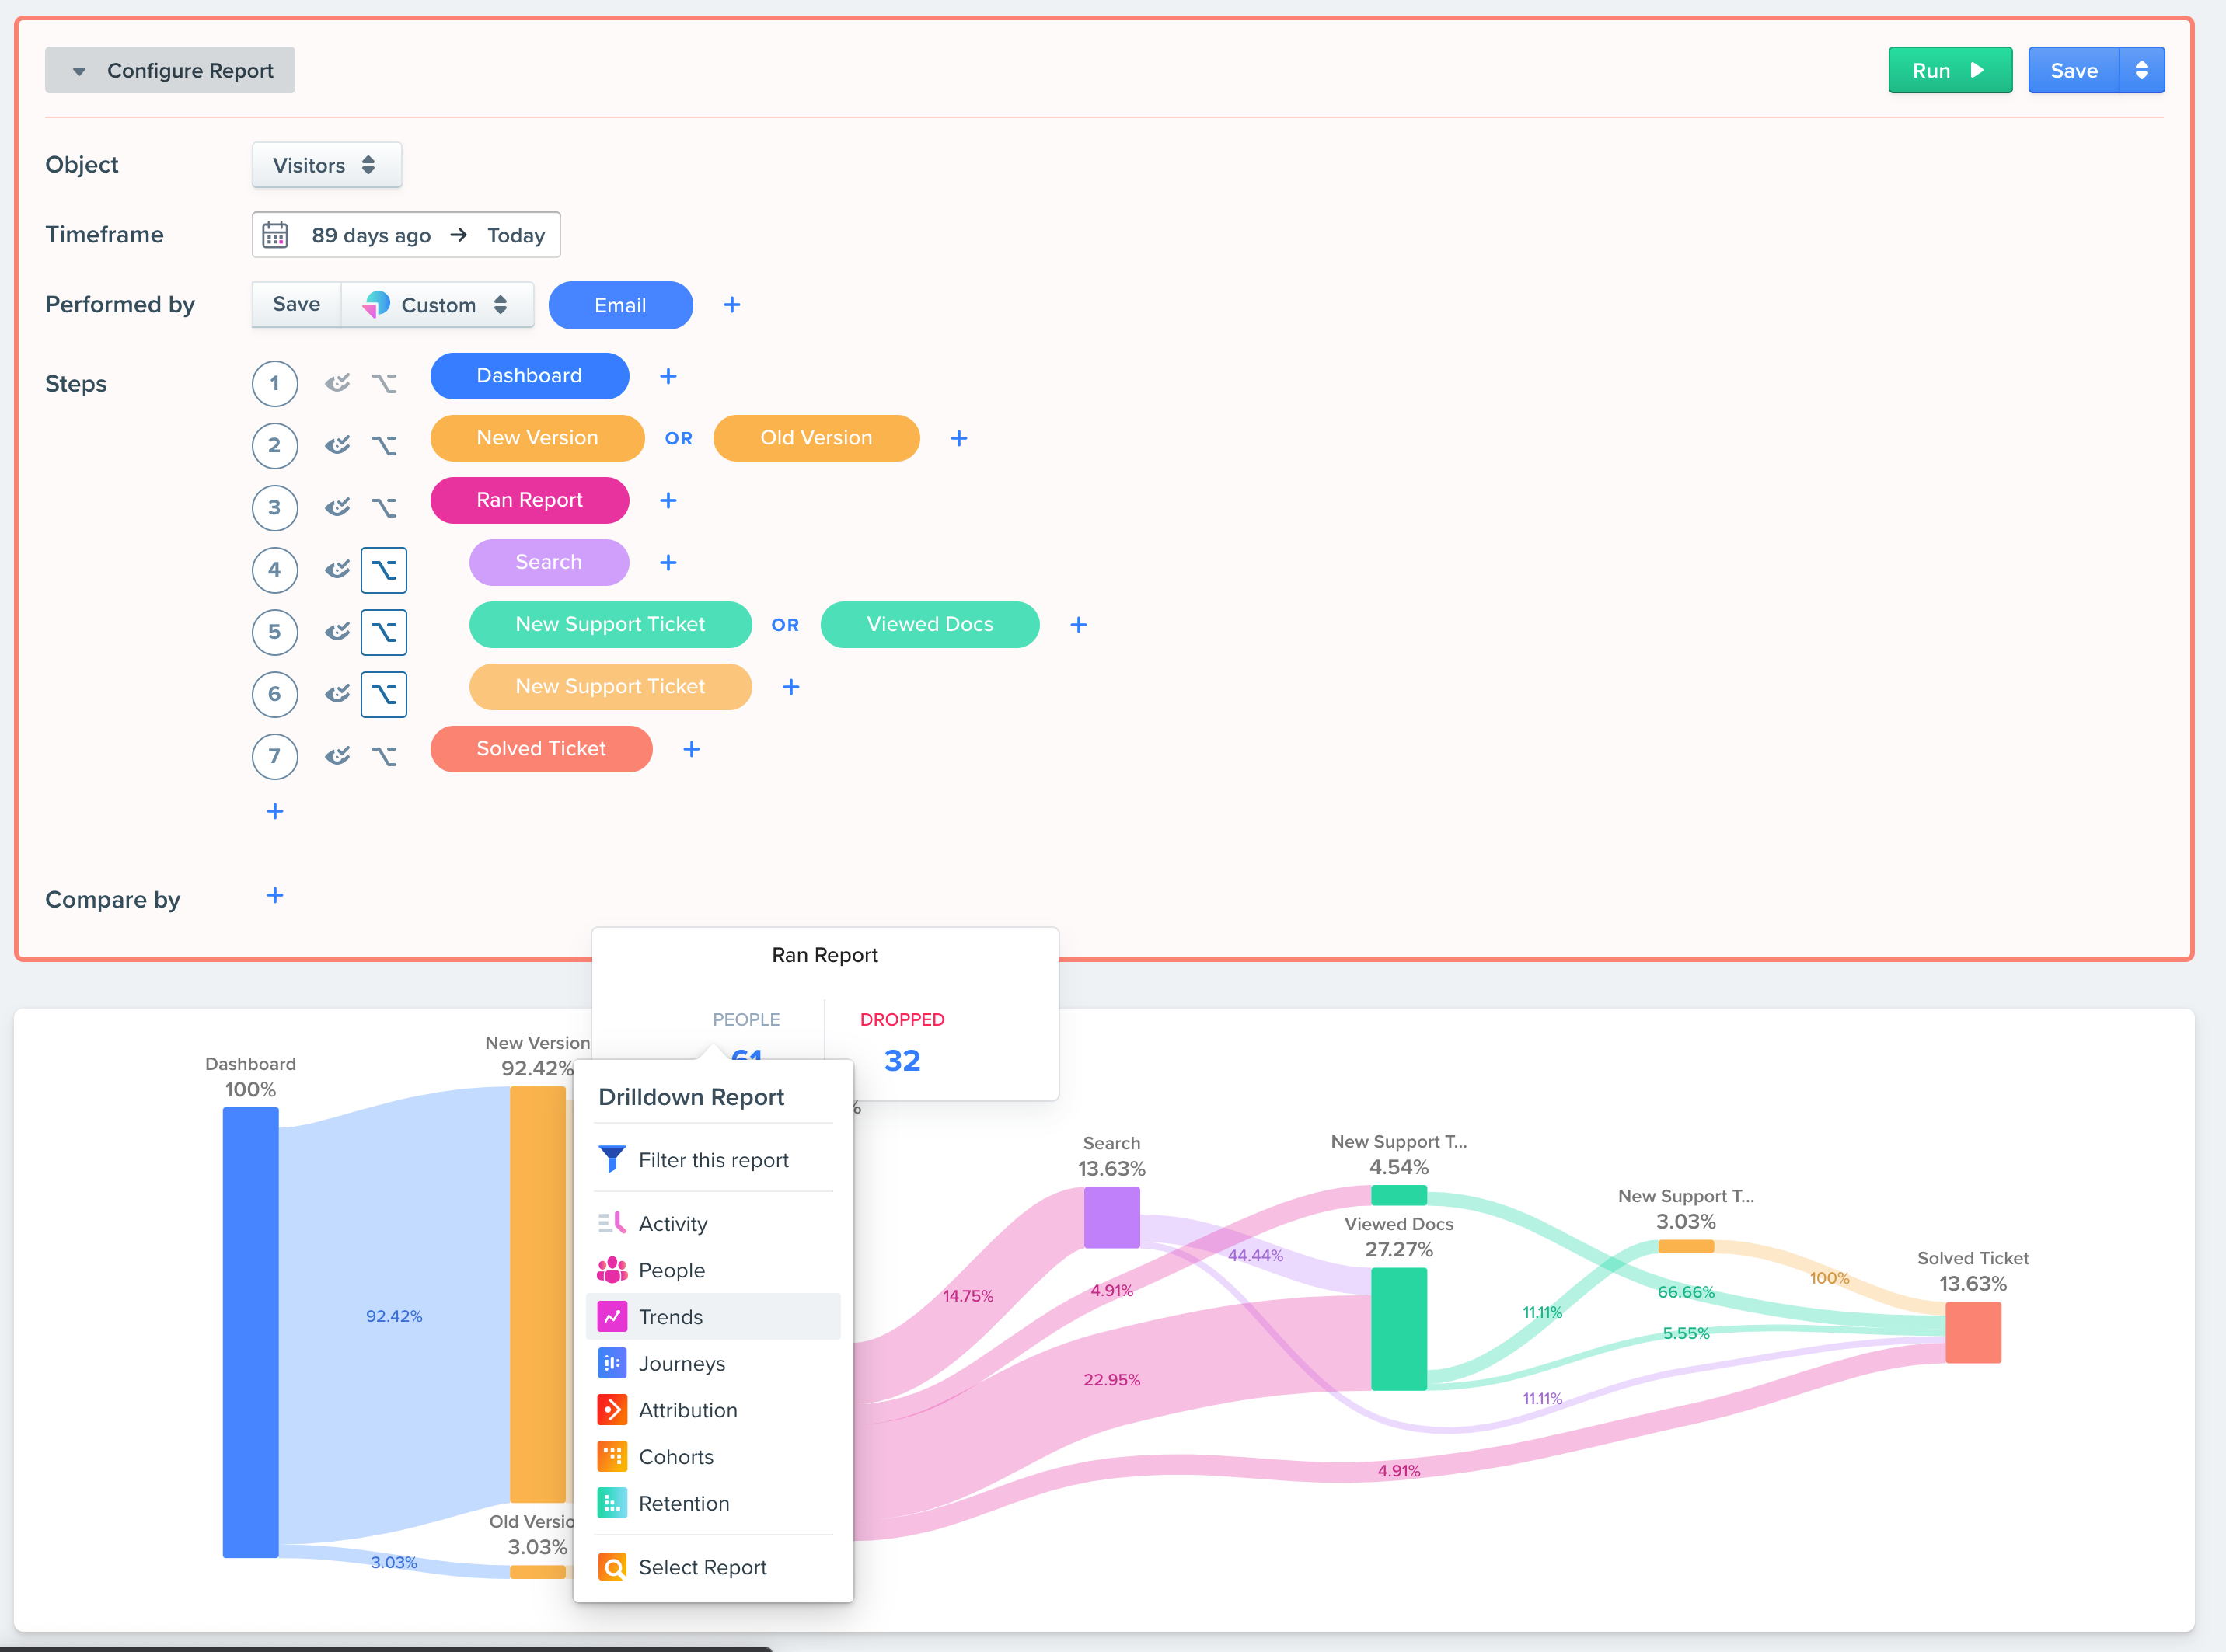 Configure Report
Run
Save
Object
Visitors
Timeframe
89 days ago → Today
Performed by
Save
Custom
Email
+
Steps
1
Dashboard
+
2
New Version
OR
Old Version
+
3
Ran Report
+
4
Search
+
5
New Support Ticket
OR
Viewed Docs
+
6
New Support Ticket
+
7
Solved Ticket
+
+
Compare by
+
Ran Report
PEOPLE
61
DROPPED
32
Dashboard
100%
92.42%
3.03%
New Version
92.42%
3.03%
Drilldown Report
Filter this report
Activity
People
Trends
Journeys
Attribution
Cohorts
Retention
Select Report
%
Search
13.63%
14.75%
4.91%
22.95%
44.44%
New Support T...
4.54%
Viewed Docs
27.27%
4.91%
11.11%
11.11%
New Support T...
3.03%
66.66%
5.55%
100%
Solved Ticket
13.63%